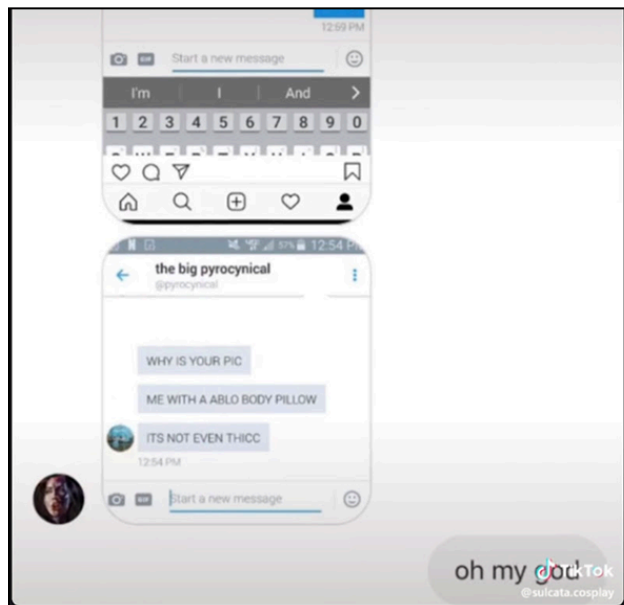 12:59 PM
Start a new message
I'm I And
1 2 3 4 5 6 7 8 9 0
57% 12:54 PM
the big pyrocynical
@pyrocynical
WHY IS YOUR PIC
ME WITH A ABLO BODY PILLOW
ITS NOT EVEN THICC
12:54 PM
GIF Start a new message
oh my god
TikTok
@sulcata.cosplay